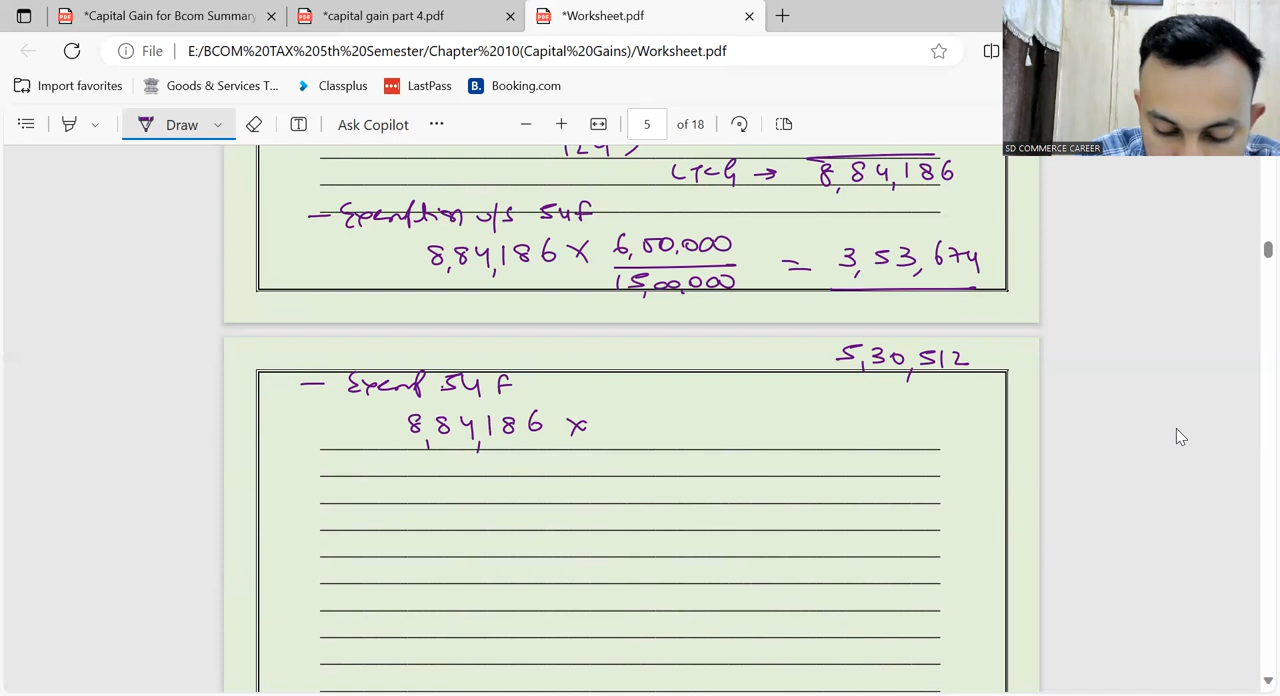 *Capital Gain for Bcom Summary
*capital gain part 4.pdf
*Worksheet.pdf
File
E:/BCOM%20TAX%205th%20Semester/Chapter%2010(Capital%20Gains)/Worksheet.pdf
Import favorites
Goods & Services T...
Classplus
LastPass
Booking.com
Draw
Ask Copilot
5 of 18
SD COMMERCE CAREER
LTCG → 8,84,186
u/s 54f
8,84,186 × 6,00,000
15,00,000
= 3,53,674
5,30,512
— Exempt 54 F
8,84,186 ×